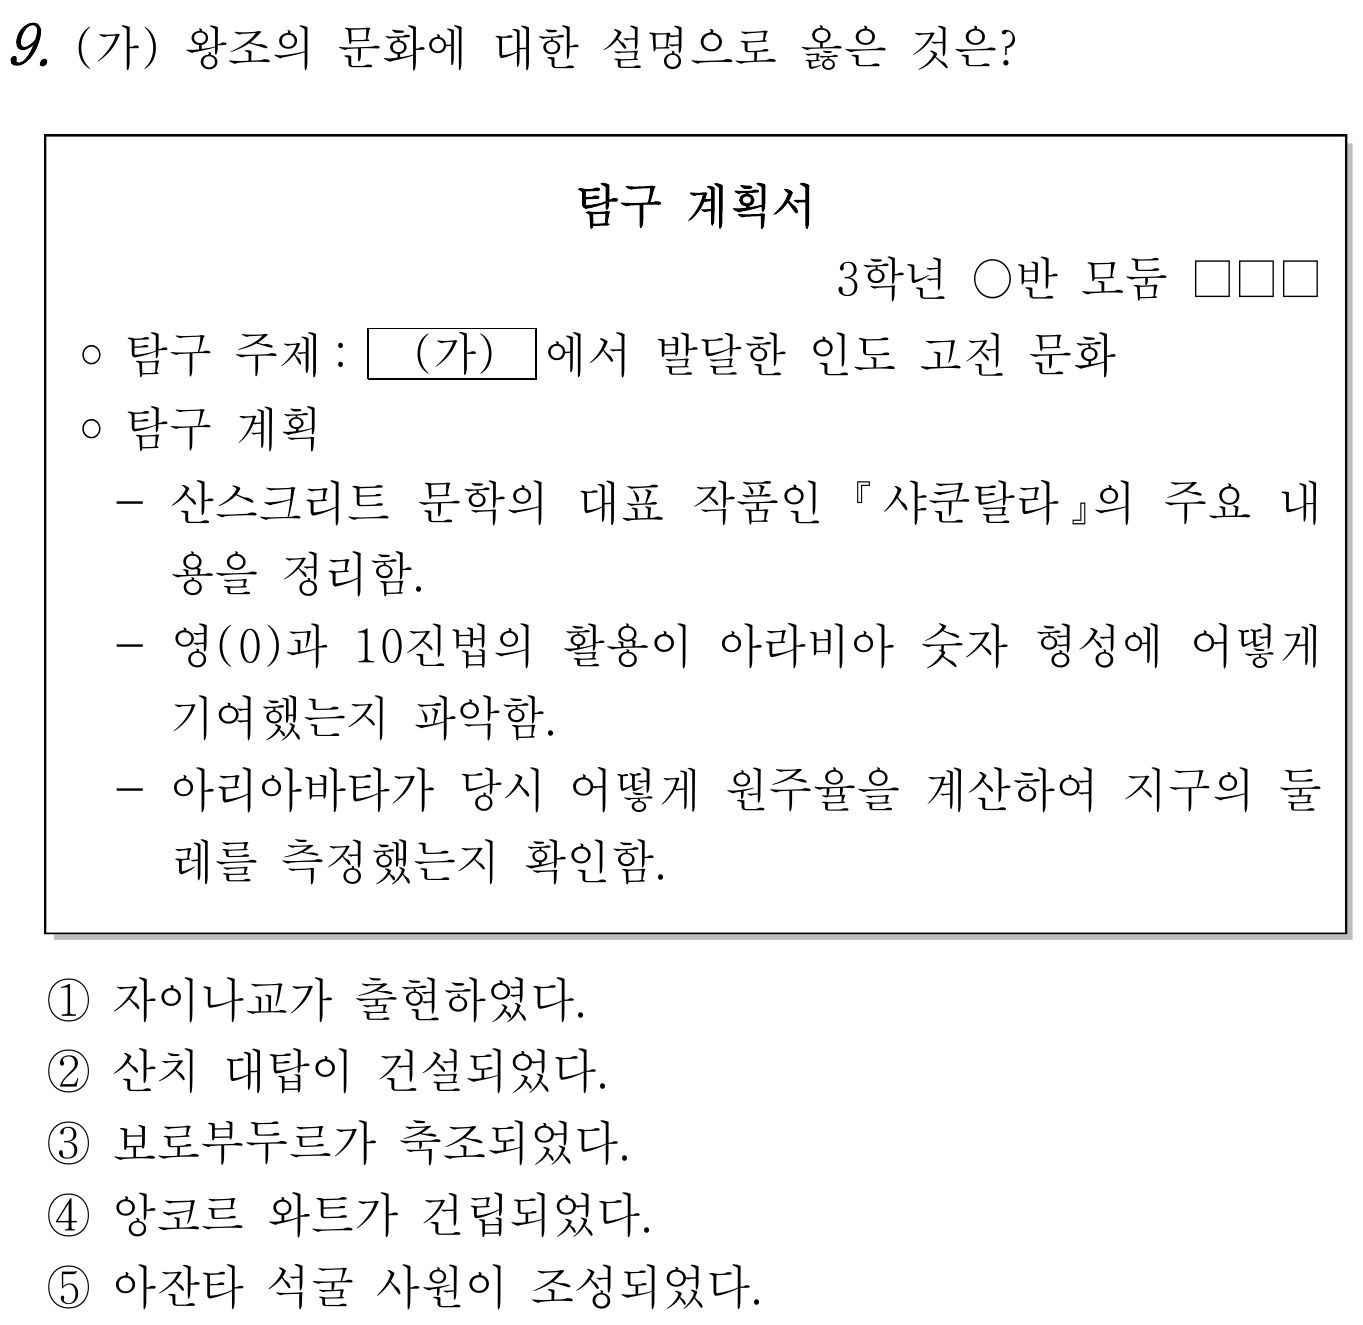 9. (가) 왕조의 문화에 대한 설명으로 옳은 것은?
탐구 계획서
3학년 ○반 모둠 □□□
○ 탐구 주제 : (가) 에서 발달한 인도 고전 문화
○ 탐구 계획
- 산스크리트 문학의 대표 작품인 『샤쿤탈라』의 주요 내
용을 정리함.
- 영(0)과 10진법의 활용이 아라비아 숫자 형성에 어떻게
기여했는지 파악함.
- 아리아바타가 당시 어떻게 원주율을 계산하여 지구의 둘
레를 측정했는지 확인함.
① 자이나교가 출현하였다.
② 산치 대탑이 건설되었다.
③ 보로부두르가 축조되었다.
④ 앙코르 와트가 건립되었다.
⑤ 아잔타 석굴 사원이 조성되었다.